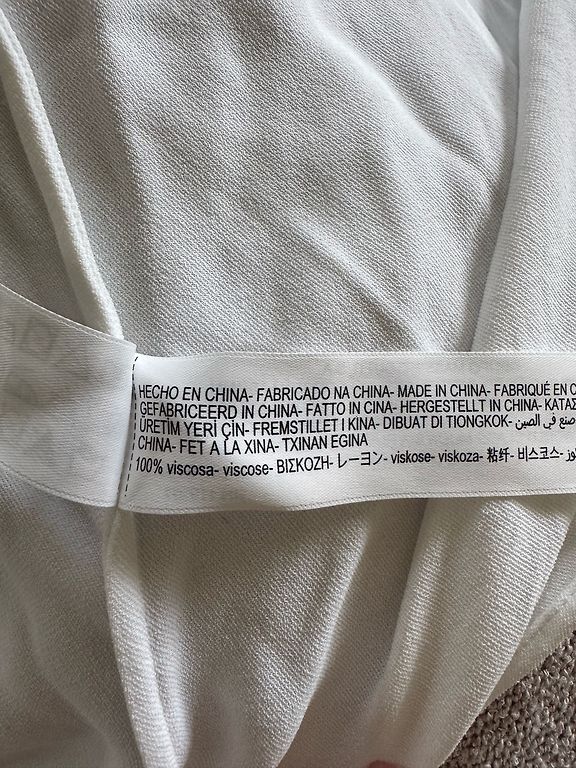 HECHO EN CHINA- FABRICADO NA CHINA- MADE IN CHINA- FABRIQUÉ EN
GEFABRICEERD IN CHINA- FATTO IN CINA- HERGESTELLT IN CHINA-
ÜRETİM YERİ ÇİN- FREMSTILLET I KINA- DIBUAT DI TIONGKOK- صنع في الصين
CHINA- FET A LA XINA- TXINAN EGINA
100% viscosa- viscose- ΒΙΣΚΟΖΗ- レーヨン- viskose- viskoza- 粘纤- 비스코스-